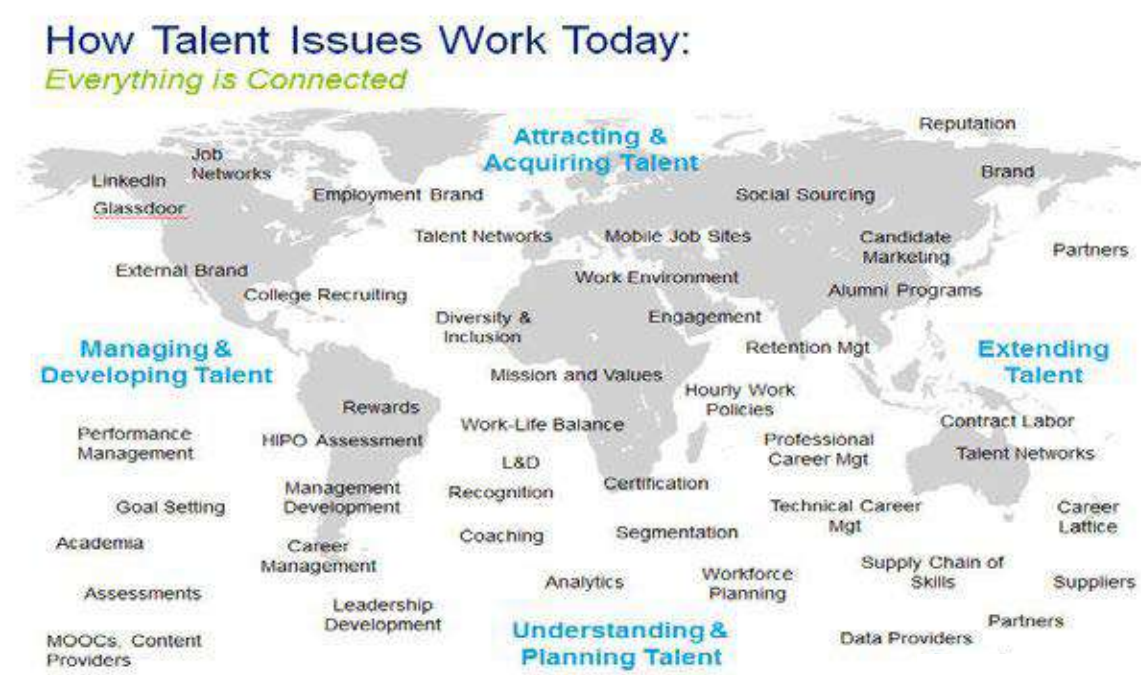 How Talent Issues Work Today:
Everything is Connected
Attracting &
Acquiring Talent
Reputation
Job
Networks
LinkedIn
Glassdoor
Employment Brand
Social Sourcing
Brand
Talent Networks
Mobile Job Sites
Candidate
Marketing
Partners
External Brand
College Recruiting
Work Environment
Alumni Programs
Diversity &
Inclusion
Engagement
Retention Mgt
Managing &
Developing Talent
Extending
Talent
Mission and Values
Hourly Work
Policies
Rewards
Work-Life Balance
Contract Labor
Performance
Management
HIPO Assessment
Professional
Career Mgt
Talent Networks
L&D
Management
Development
Recognition
Certification
Goal Setting
Technical Career
Mgt
Career
Lattice
Academia
Career
Management
Coaching
Segmentation
Supply Chain of
Skills
Suppliers
Assessments
Analytics
Workforce
Planning
Leadership
Development
Understanding &
Planning Talent
Partners
Data Providers
MOOCs, Content
Providers